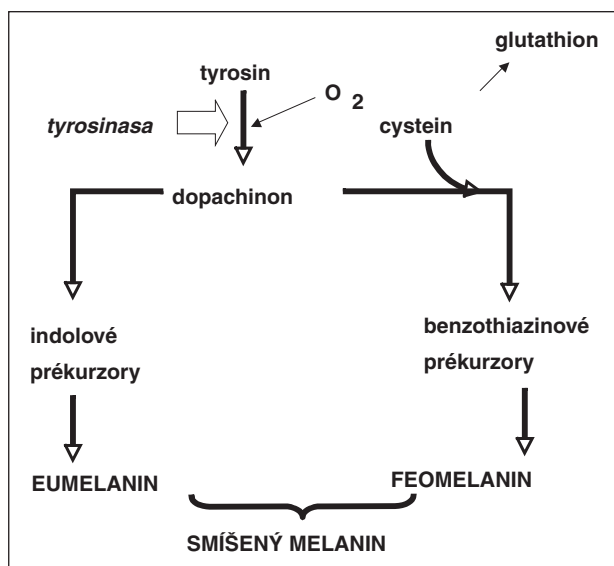 glutathion
tyrosin
O 2
tyrosinasa
cystein
dopachinon
indolové
prékurzory
benzothiazinové
prékurzory
EUMELANIN
FEOMELANIN
SMÍŠENÝ MELANIN